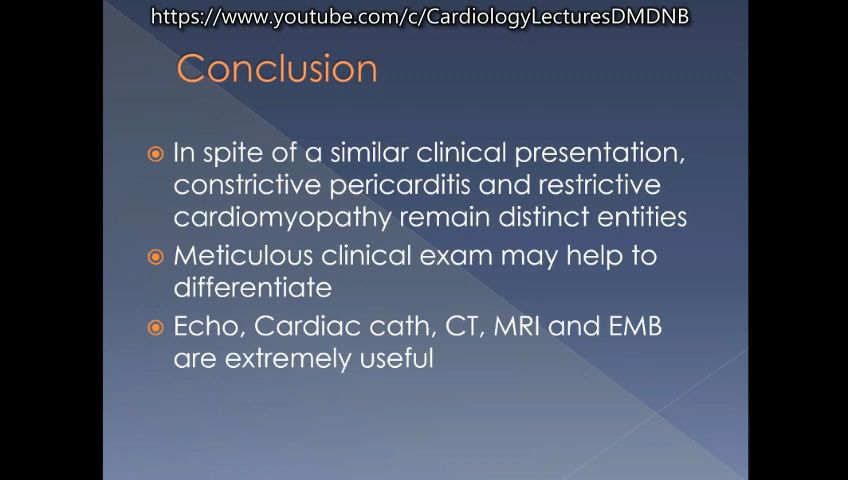 https://www.youtube.com/c/CardiologyLecturesDMDNB
Conclusion
In spite of a similar clinical presentation,
constrictive pericarditis and restrictive
cardiomyopathy remain distinct entities
Meticulous clinical exam may help to
differentiate
Echo, Cardiac cath, CT, MRI and EMB
are extremely useful